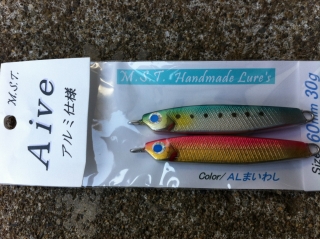 M.S.T.
Aive
アルミ仕様
M.S.T. Handmade Lure's
Color/ALまいわし
Size
60mm 30g